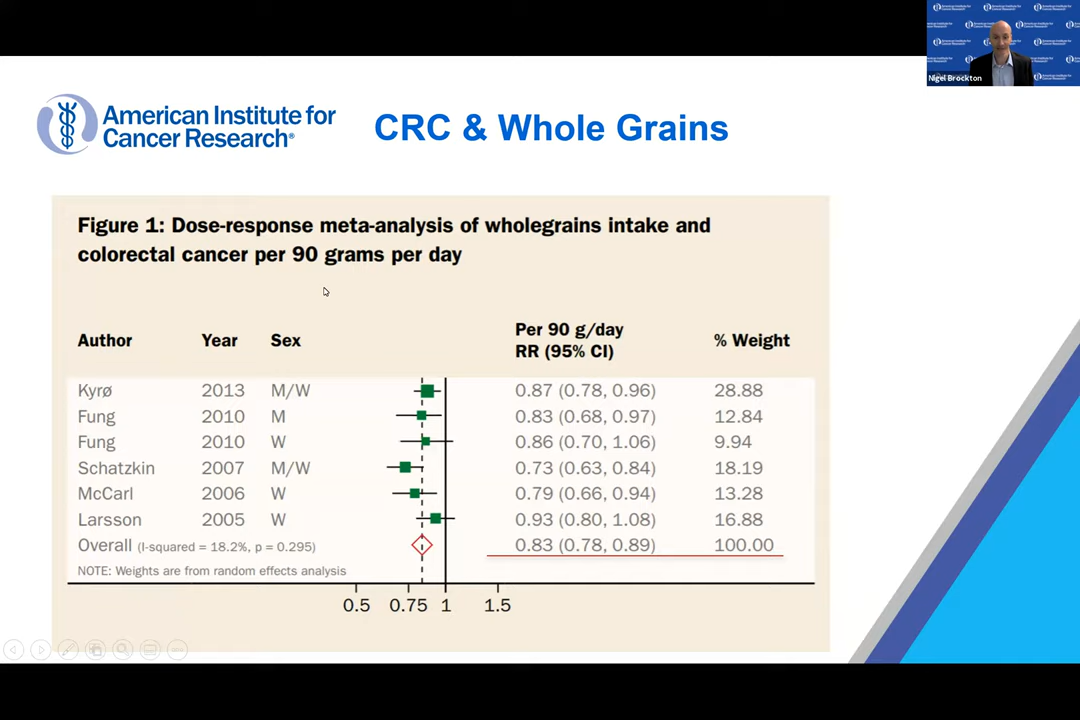 American Institute for
Cancer Research®
CRC & Whole Grains
Nigel Brockton
Figure 1: Dose-response meta-analysis of wholegrains intake and
colorectal cancer per 90 grams per day
Author Year Sex Per 90 g/day RR (95% CI) % Weight
Kyrø 2013 M/W 0.87 (0.78, 0.96) 28.88
Fung 2010 M 0.83 (0.68, 0.97) 12.84
Fung 2010 W 0.86 (0.70, 1.06) 9.94
Schatzkin 2007 M/W 0.73 (0.63, 0.84) 18.19
McCarl 2006 W 0.79 (0.66, 0.94) 13.28
Larsson 2005 W 0.93 (0.80, 1.08) 16.88
Overall (I-squared = 18.2%, p = 0.295) 0.83 (0.78, 0.89) 100.00
NOTE: Weights are from random effects analysis
0.5 0.75 1 1.5